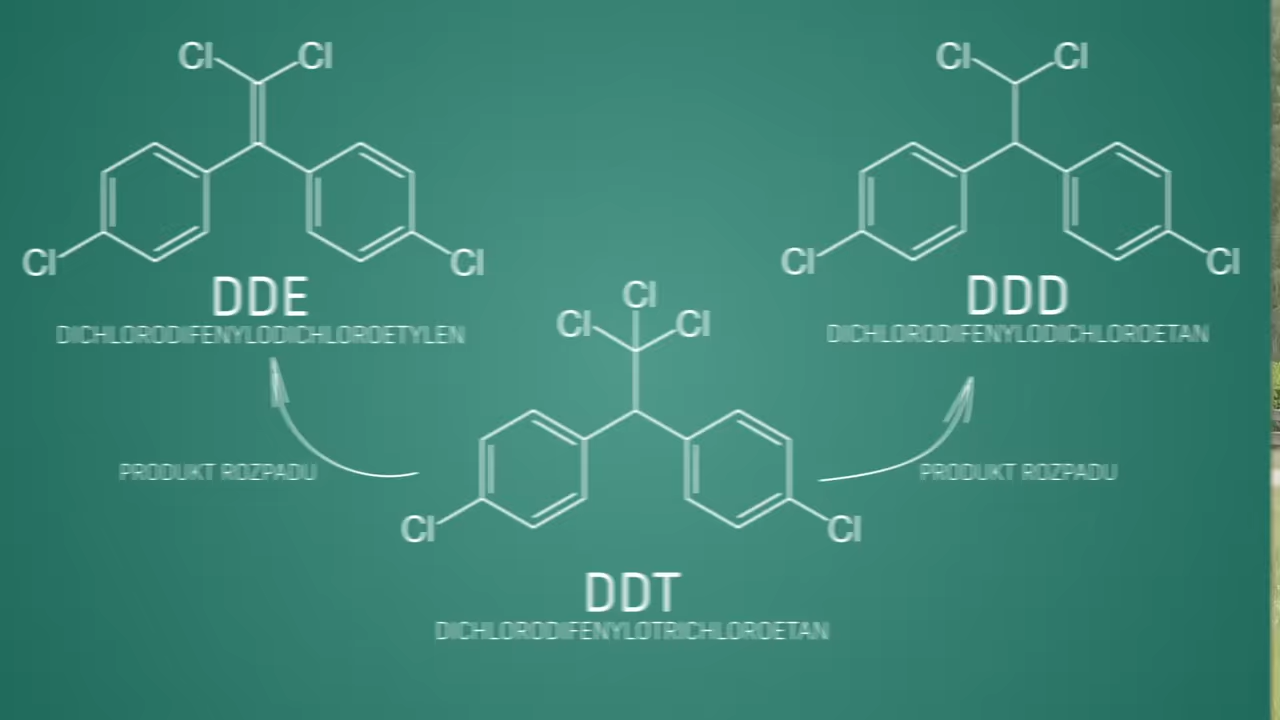 Cl Cl
Cl Cl
DDE
DICHLORODIFENYLODICHLOROETYLEN
Cl Cl
Cl Cl
DDD
DICHLORODIFENYLODICHLOROETAN
PRODUKT ROZPADU
PRODUKT ROZPADU
Cl
Cl Cl
Cl Cl
DDT
DICHLORODIFENYLOTRICHLOROETAN